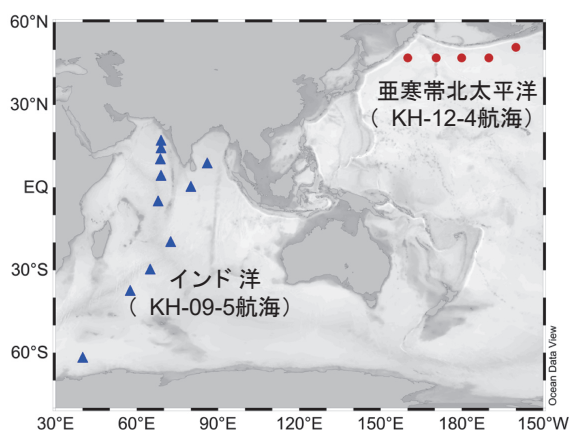 60°N
30°N
EQ
30°S
60°S
亜寒帯北太平洋
（ KH-12-4航海）
インド 洋
（ KH-09-5航海）
Ocean Data View
30°E 60°E 90°E 120°E 150°E 180°E 150°W